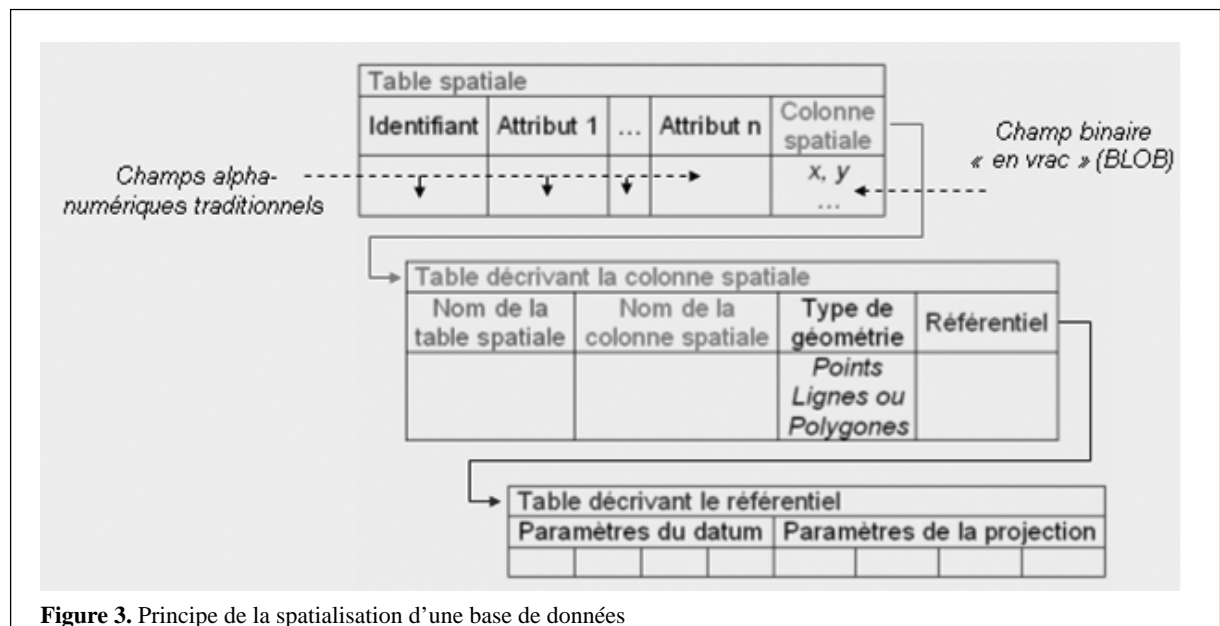 Table spatiale
Identifiant Attribut 1 ... Attribut n Colonne spatiale
Champ binaire
« en vrac » (BLOB)
Champs alpha-
numériques traditionnels
x, y
...
Table décrivant la colonne spatiale
Nom de la table spatiale Nom de la colonne spatiale Type de géométrie Référentiel
Points
Lignes ou
Polygones
Table décrivant le référentiel
Paramètres du datum Paramètres de la projection
Figure 3. Principe de la spatialisation d'une base de données